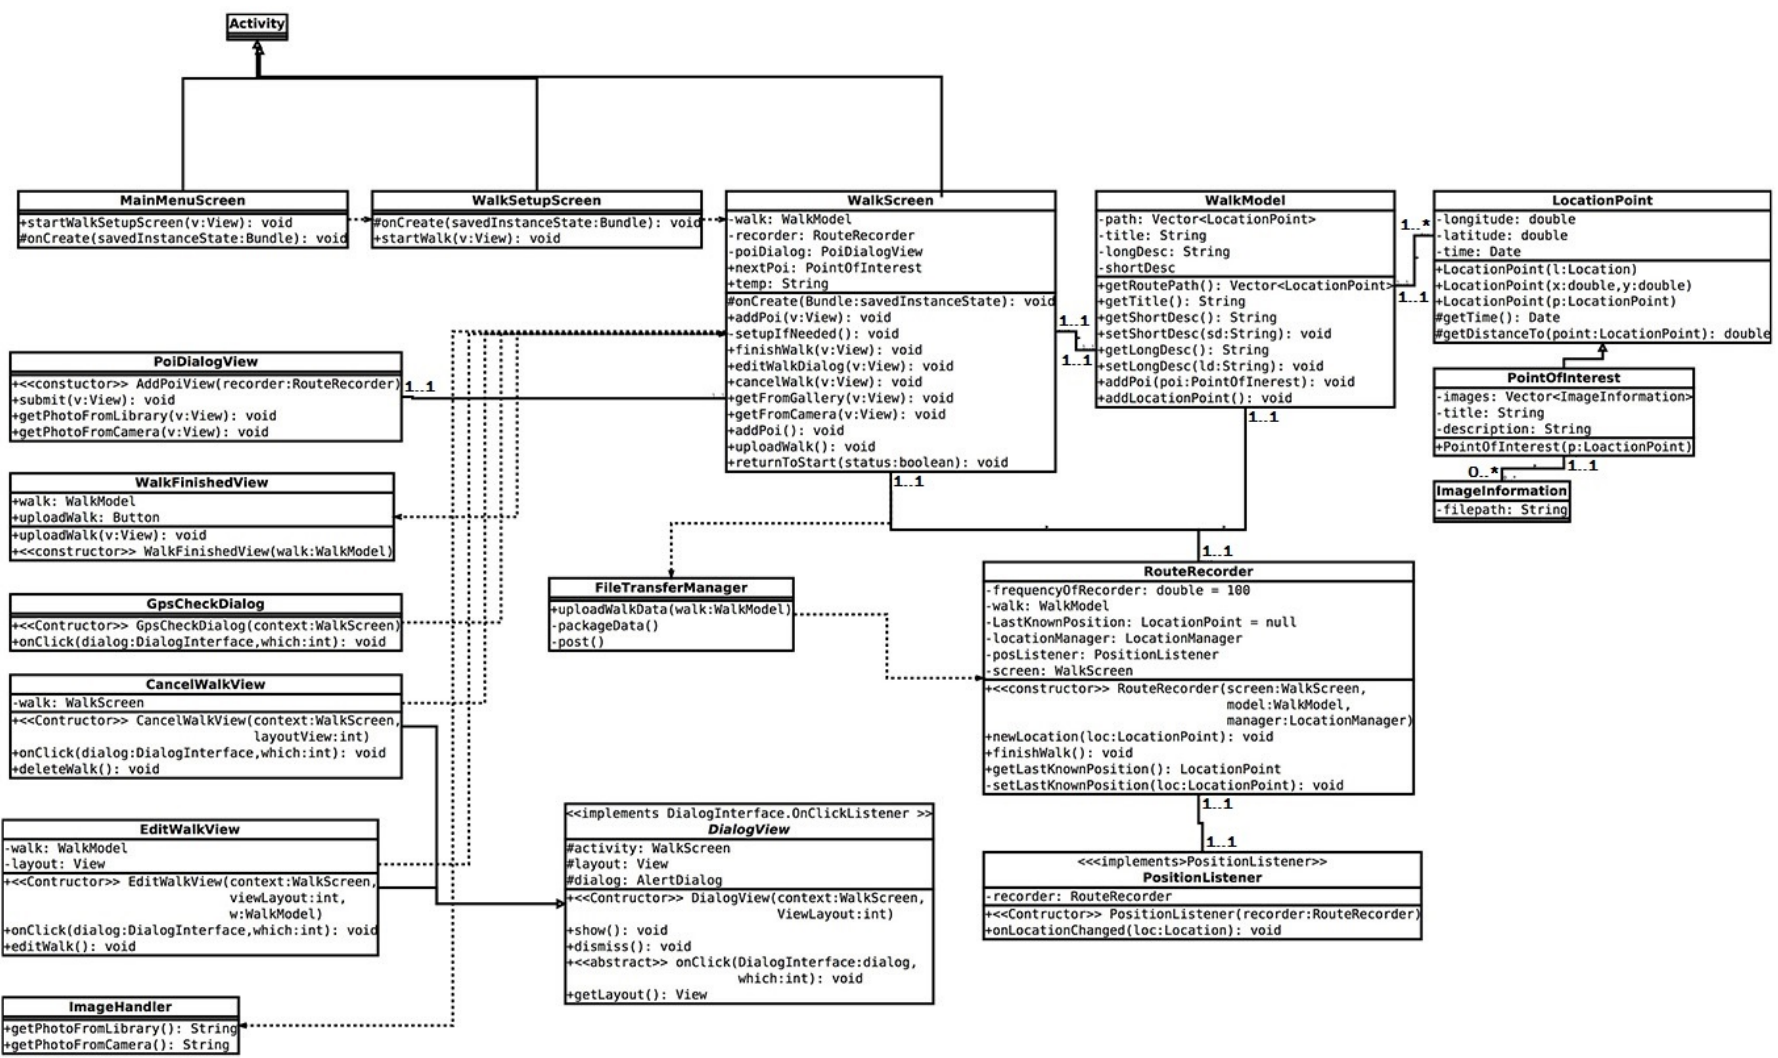 Activity
MainMenuScreen
+startWalkSetupScreen(v:View): void
#onCreate(savedInstanceState:Bundle): void
WalkSetupScreen
#onCreate(savedInstanceState:Bundle): void
+startWalk(v:View): void
WalkScreen
-walk: WalkModel
-recorder: RouteRecorder
-poiDialog: PoiDialogView
+nextPoi: PointOfInterest
+temp: String
#onCreate(Bundle:savedInstanceState): void
+addPoi(v:View): void
-setupIfNeeded(): void
+finishWalk(v:View): void
+editWalkDialog(v:View): void
+cancelWalk(v:View): void
+getFromGallery(v:View): void
+getFromCamera(v:View): void
+addPoi(): void
+uploadWalk(): void
+returnToStart(status:boolean): void
1..1
1..1
1..1
WalkModel
-path: Vector<LocationPoint>
-title: String
-longDesc: String
-shortDesc
+getRoutePath(): Vector<LocationPoint>
+getTitle(): String
+getShortDesc(): String
+setShortDesc(sd:String): void
+getLongDesc(): String
+setLongDesc(ld:String): void
+addPoi(poi:PointOfInerest): void
+addLocationPoint(): void
1..1
1..*
1..1
LocationPoint
-longitude: double
-latitude: double
-time: Date
+LocationPoint(l:Location)
+LocationPoint(x:double,y:double)
+LocationPoint(p:LocationPoint)
#getTime(): Date
#getDistanceTo(point:LocationPoint): double
PointOfInterest
-images: Vector<ImageInformation>
-title: String
-description: String
+PointOfInterest(p:LoactionPoint)
0..*
1..1
ImageInformation
-filepath: String
PoiDialogView
+<<constuctor>> AddPoiView(recorder:RouteRecorder)
+submit(v:View): void
+getPhotoFromLibrary(v:View): void
+getPhotoFromCamera(v:View): void
1..1
WalkFinishedView
+walk: WalkModel
+uploadWalk: Button
+uploadWalk(v:View): void
+<<constructor>> WalkFinishedView(walk:WalkModel)
GpsCheckDialog
+<<Contructor>> GpsCheckDialog(context:WalkScreen)
+onClick(dialog:DialogInterface,which:int): void
CancelWalkView
-walk: WalkScreen
+<<Contructor>> CancelWalkView(context:WalkScreen,
layoutView:int)
+onClick(dialog:DialogInterface,which:int): void
+deleteWalk(): void
EditWalkView
-walk: WalkModel
-layout: View
+<<Contructor>> EditWalkView(context:WalkScreen,
viewLayout:int,
w:WalkModel)
+onClick(dialog:DialogInterface,which:int): void
+editWalk(): void
ImageHandler
+getPhotoFromLibrary(): String
+getPhotoFromCamera(): String
FileTransferManager
+uploadWalkData(walk:WalkModel)
-packageData()
-post()
<<implements DialogInterface.OnClickListener >>
DialogView
#activity: WalkScreen
#layout: View
#dialog: AlertDialog
+<<Contructor>> DialogView(context:WalkScreen,
ViewLayout:int)
+show(): void
+dismiss(): void
+<<abstract>> onClick(DialogInterface:dialog,
which:int): void
+getLayout(): View
1..1
RouteRecorder
-frequencyOfRecorder: double = 100
-walk: WalkModel
-LastKnownPosition: LocationPoint = null
-locationManager: LocationManager
-posListener: PositionListener
-screen: WalkScreen
+<<constructor>> RouteRecorder(screen:WalkScreen,
model:WalkModel,
manager:LocationManager)
+newLocation(loc:LocationPoint): void
+finishWalk(): void
+getLastKnownPosition(): LocationPoint
-setLastKnownPosition(loc:LocationPoint): void
1..1
1..1
<<<implements>PositionListener>>
PositionListener
-recorder: RouteRecorder
+<<Contructor>> PositionListener(recorder:RouteRecorder)
+onLocationChanged(loc:Location): void